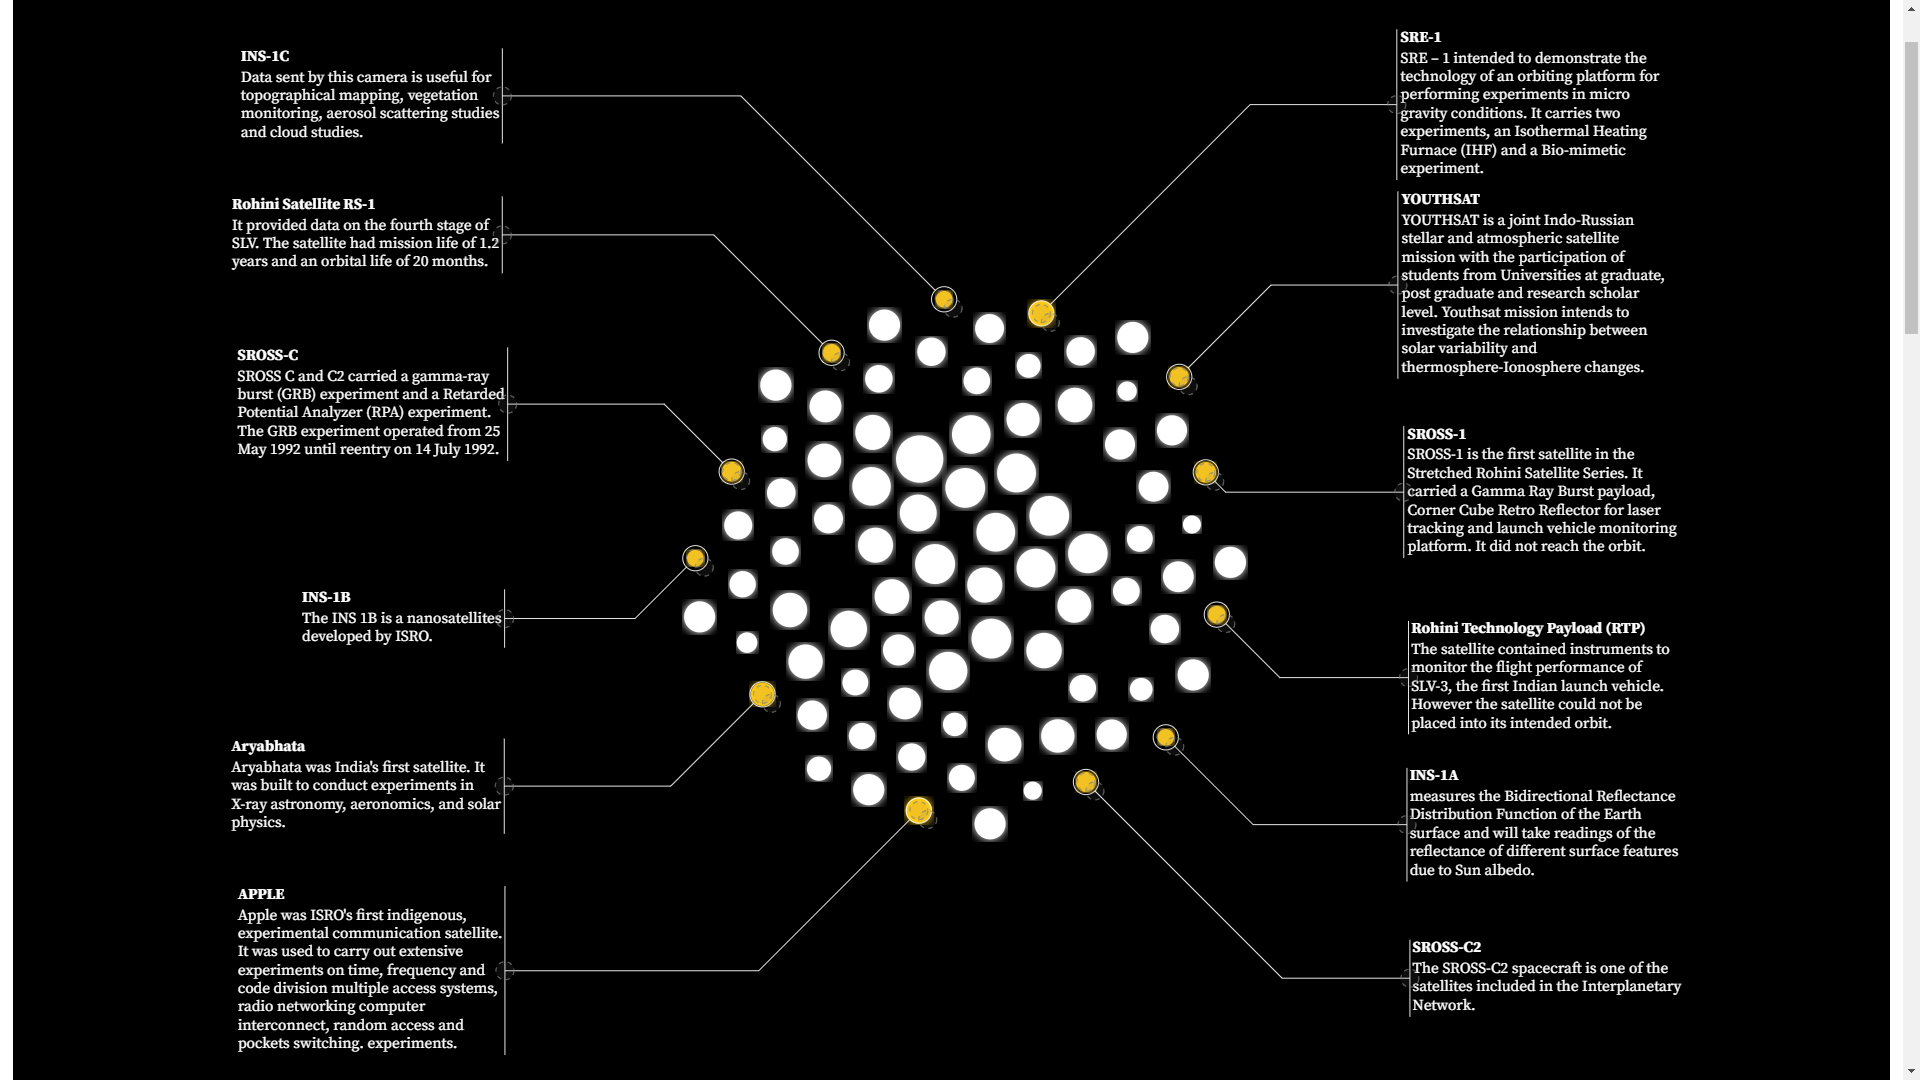 INS-1C
Data sent by this camera is useful for
topographical mapping, vegetation
monitoring, aerosol scattering studies
and cloud studies.
Rohini Satellite RS-1
It provided data on the fourth stage of
SLV. The satellite had mission life of 1.2
years and an orbital life of 20 months.
SROSS-C
SROSS C and C2 carried a gamma-ray
burst (GRB) experiment and a Retarded
Potential Analyzer (RPA) experiment.
The GRB experiment operated from 25
May 1992 until reentry on 14 July 1992.
INS-1B
The INS 1B is a nanosatellites
developed by ISRO.
Aryabhata
Aryabhata was India's first satellite. It
was built to conduct experiments in
X-ray astronomy, aeronomics, and solar
physics.
APPLE
Apple was ISRO's first indigenous,
experimental communication satellite.
It was used to carry out extensive
experiments on time, frequency and
code division multiple access systems,
radio networking computer
interconnect, random access and
pockets switching. experiments.
SRE-1
SRE – 1 intended to demonstrate the
technology of an orbiting platform for
performing experiments in micro
gravity conditions. It carries two
experiments, an Isothermal Heating
Furnace (IHF) and a Bio-mimetic
experiment.
YOUTHSAT
YOUTHSAT is a joint Indo-Russian
stellar and atmospheric satellite
mission with the participation of
students from Universities at graduate,
post graduate and research scholar
level. Youthsat mission intends to
investigate the relationship between
solar variability and
thermosphere-Ionosphere changes.
SROSS-1
SROSS-1 is the first satellite in the
Stretched Rohini Satellite Series. It
carried a Gamma Ray Burst payload,
Corner Cube Retro Reflector for laser
tracking and launch vehicle monitoring
platform. It did not reach the orbit.
Rohini Technology Payload (RTP)
The satellite contained instruments to
monitor the flight performance of
SLV-3, the first Indian launch vehicle.
However the satellite could not be
placed into its intended orbit.
INS-1A
measures the Bidirectional Reflectance
Distribution Function of the Earth
surface and will take readings of the
reflectance of different surface features
due to Sun albedo.
SROSS-C2
The SROSS-C2 spacecraft is one of the
satellites included in the Interplanetary
Network.